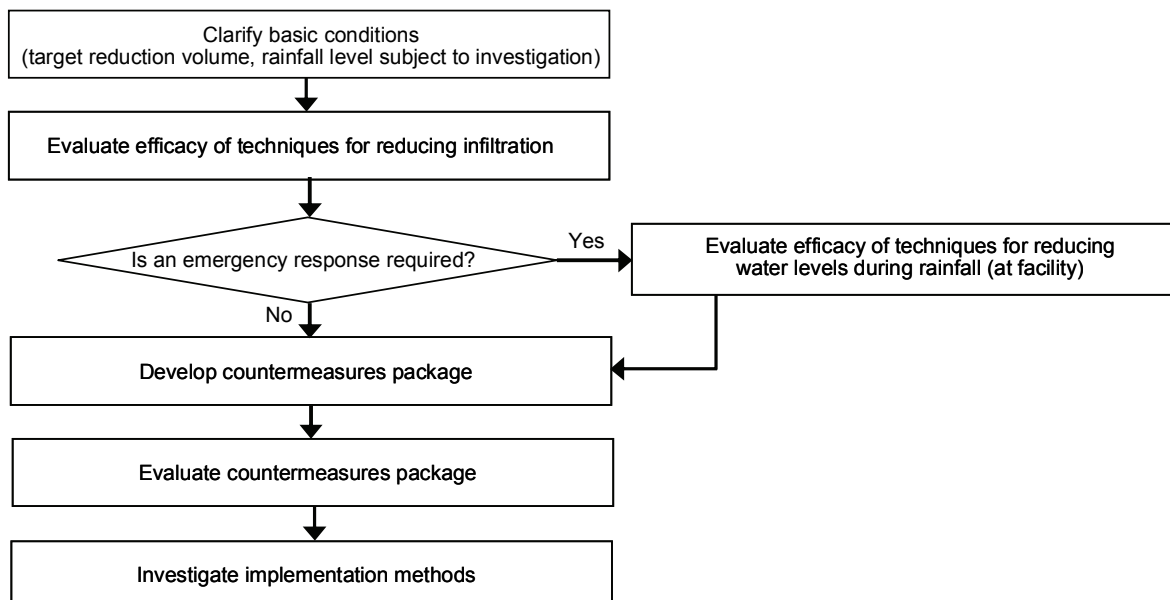 Clarify basic conditions
(target reduction volume, rainfall level subject to investigation)
Evaluate efficacy of techniques for reducing infiltration
Is an emergency response required?
Yes
Evaluate efficacy of techniques for reducing
water levels during rainfall (at facility)
No
Develop countermeasures package
Evaluate countermeasures package
Investigate implementation methods